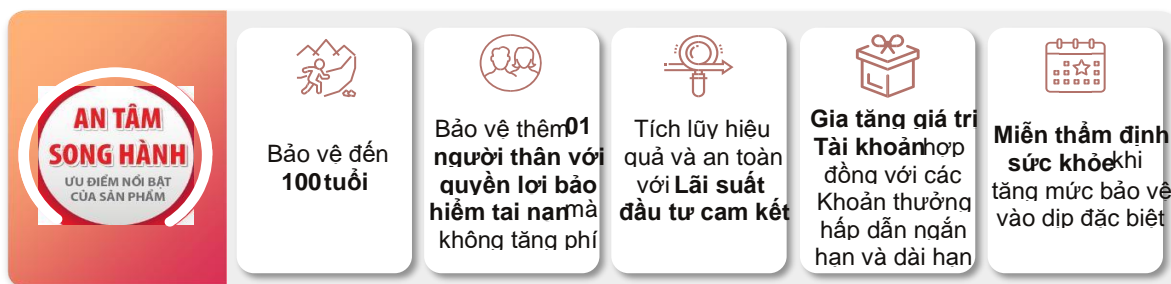 AN TÂM
SONG HÀNH
ƯU ĐIỂM NỔI BẬT
CỦA SẢN PHẨM
Bảo vệ đến
100 tuổi
Bảo vệ thêm 01
người thân với
quyền lợi bảo
hiểm tai nạn mà
không tăng phí
Tích lũy hiệu
quả và an toàn
với Lãi suất
đầu tư cam kết
Gia tăng giá trị
Tài khoản hợp
đồng với các
Khoản thưởng
hấp dẫn ngắn
hạn và dài hạn
Miễn thẩm định
sức khỏe khi
tăng mức bảo vệ
vào dịp đặc biệt